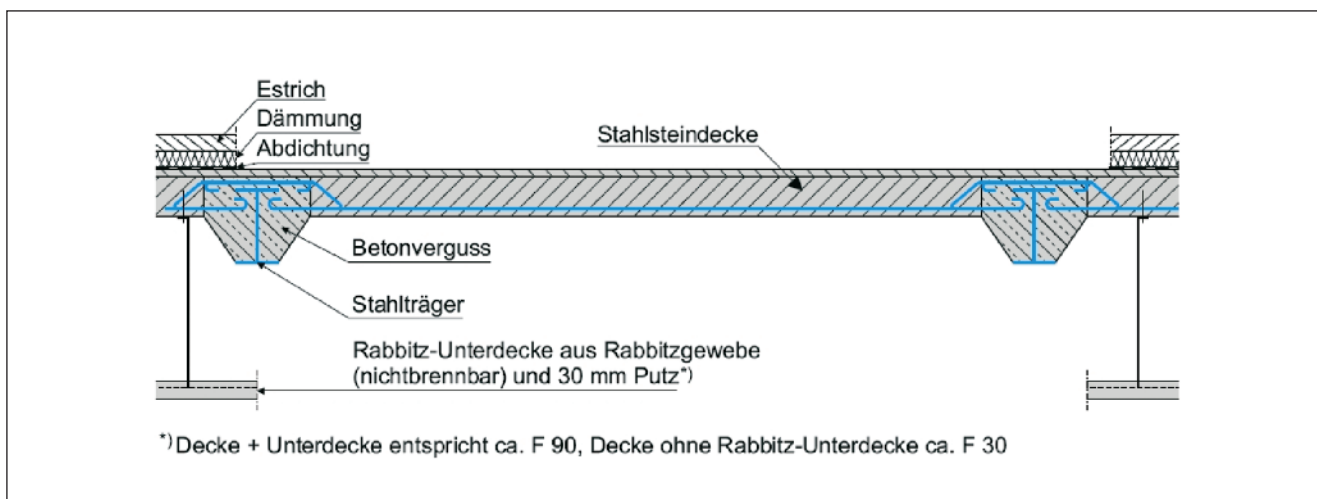 Estrich
Dämmung
Abdichtung
Stahlsteindecke
Betonverguss
Stahlträger
Rabbitz-Unterdecke aus Rabbitzgewebe
(nichtbrennbar) und 30 mm Putz*)
*) Decke + Unterdecke entspricht ca. F 90, Decke ohne Rabbitz-Unterdecke ca. F 30